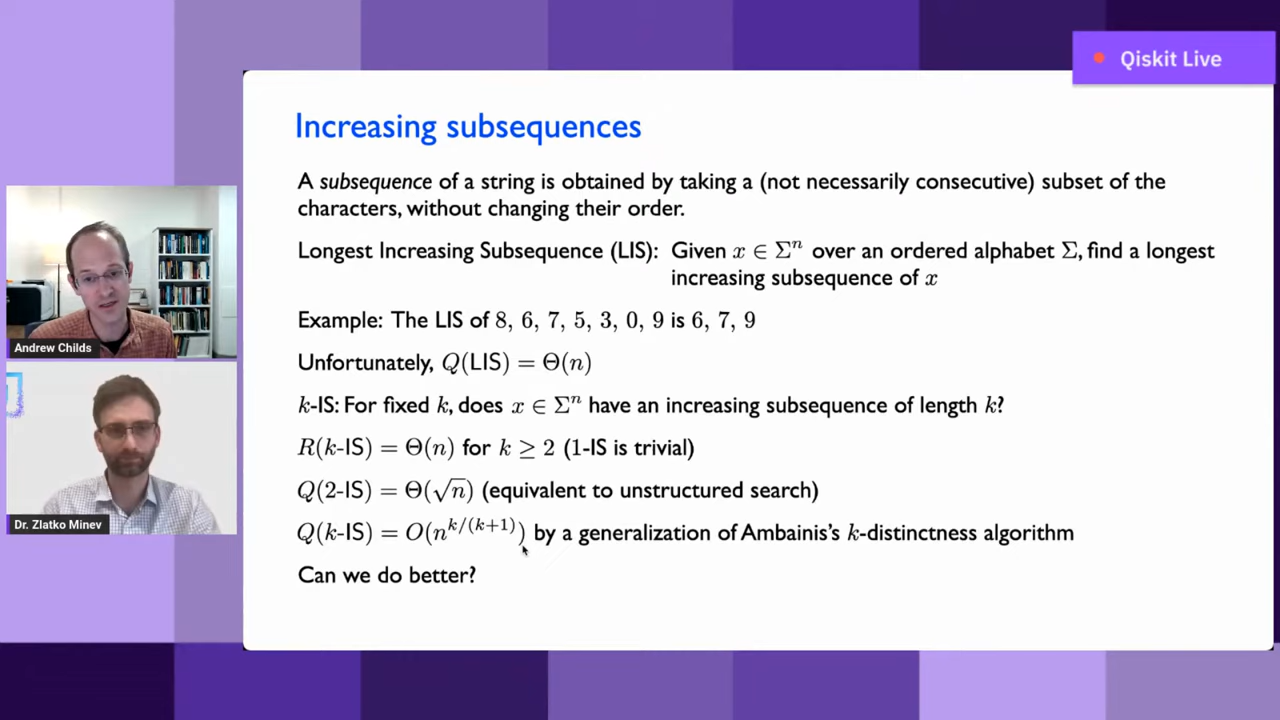 Qiskit Live
Increasing subsequences
A subsequence of a string is obtained by taking a (not necessarily consecutive) subset of the
characters, without changing their order.
Longest Increasing Subsequence (LIS): Given x ∈ Σⁿ over an ordered alphabet Σ, find a longest
increasing subsequence of x
Example: The LIS of 8, 6, 7, 5, 3, 0, 9 is 6, 7, 9
Unfortunately, Q(LIS) = Θ(n)
k-IS: For fixed k, does x ∈ Σⁿ have an increasing subsequence of length k?
R(k-IS) = Θ(n) for k ≥ 2 (1-IS is trivial)
Q(2-IS) = Θ(√n) (equivalent to unstructured search)
Q(k-IS) = O(n^{k/(k+1)}) by a generalization of Ambainis's k-distinctness algorithm
Can we do better?
Andrew Childs
Dr. Zlatko Minev